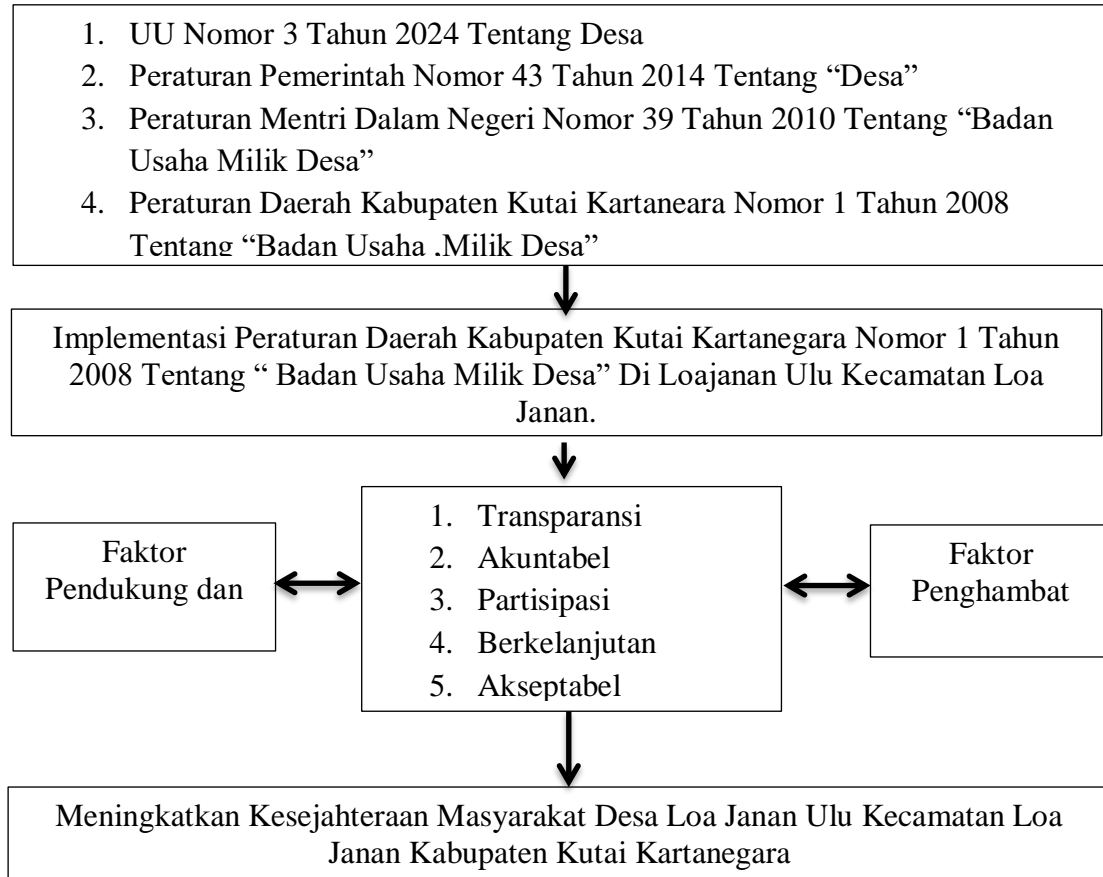 1. UU Nomor 3 Tahun 2024 Tentang Desa
2. Peraturan Pemerintah Nomor 43 Tahun 2014 Tentang “Desa”
3. Peraturan Mentri Dalam Negeri Nomor 39 Tahun 2010 Tentang “Badan
Usaha Milik Desa”
4. Peraturan Daerah Kabupaten Kutai Kartaneara Nomor 1 Tahun 2008
Tentang “Badan Usaha ,Milik Desa”
Implementasi Peraturan Daerah Kabupaten Kutai Kartanegara Nomor 1 Tahun
2008 Tentang “ Badan Usaha Milik Desa” Di Loajanan Ulu Kecamatan Loa
Janan.
Faktor
Pendukung dan
1. Transparansi
2. Akuntabel
3. Partisipasi
4. Berkelanjutan
5. Akseptabel
Faktor
Penghambat
Meningkatkan Kesejahteraan Masyarakat Desa Loa Janan Ulu Kecamatan Loa
Janan Kabupaten Kutai Kartanegara